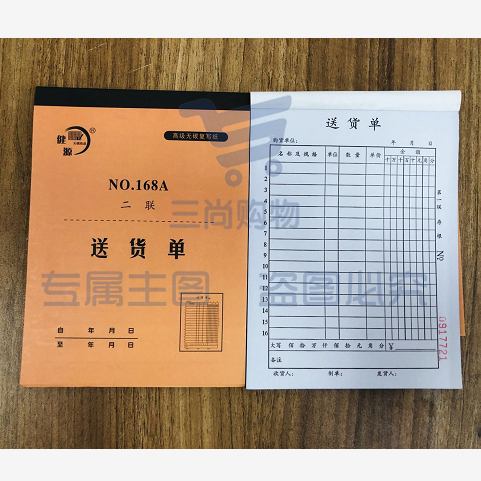 健源
®
高级无碳复写纸
NO.168A
二 联
送 货 单
自 年 月 日
至 年 月 日
三尚购物
专属主图 盗图必究
送 货 单
购货单位：
年 月 日
名 称 及 规 格 单位 数 量 单价 金 额
千 百 十 万 千 百 十 元 角 分
1
2
3
4
5
6
7
8
9
10
11
12
13
14
15
16
大写 佰 拾 万 仟 佰 拾 元 角 分 ￥
备注
收货人： 制单： 发货人：
第一联 存根
№
0917721